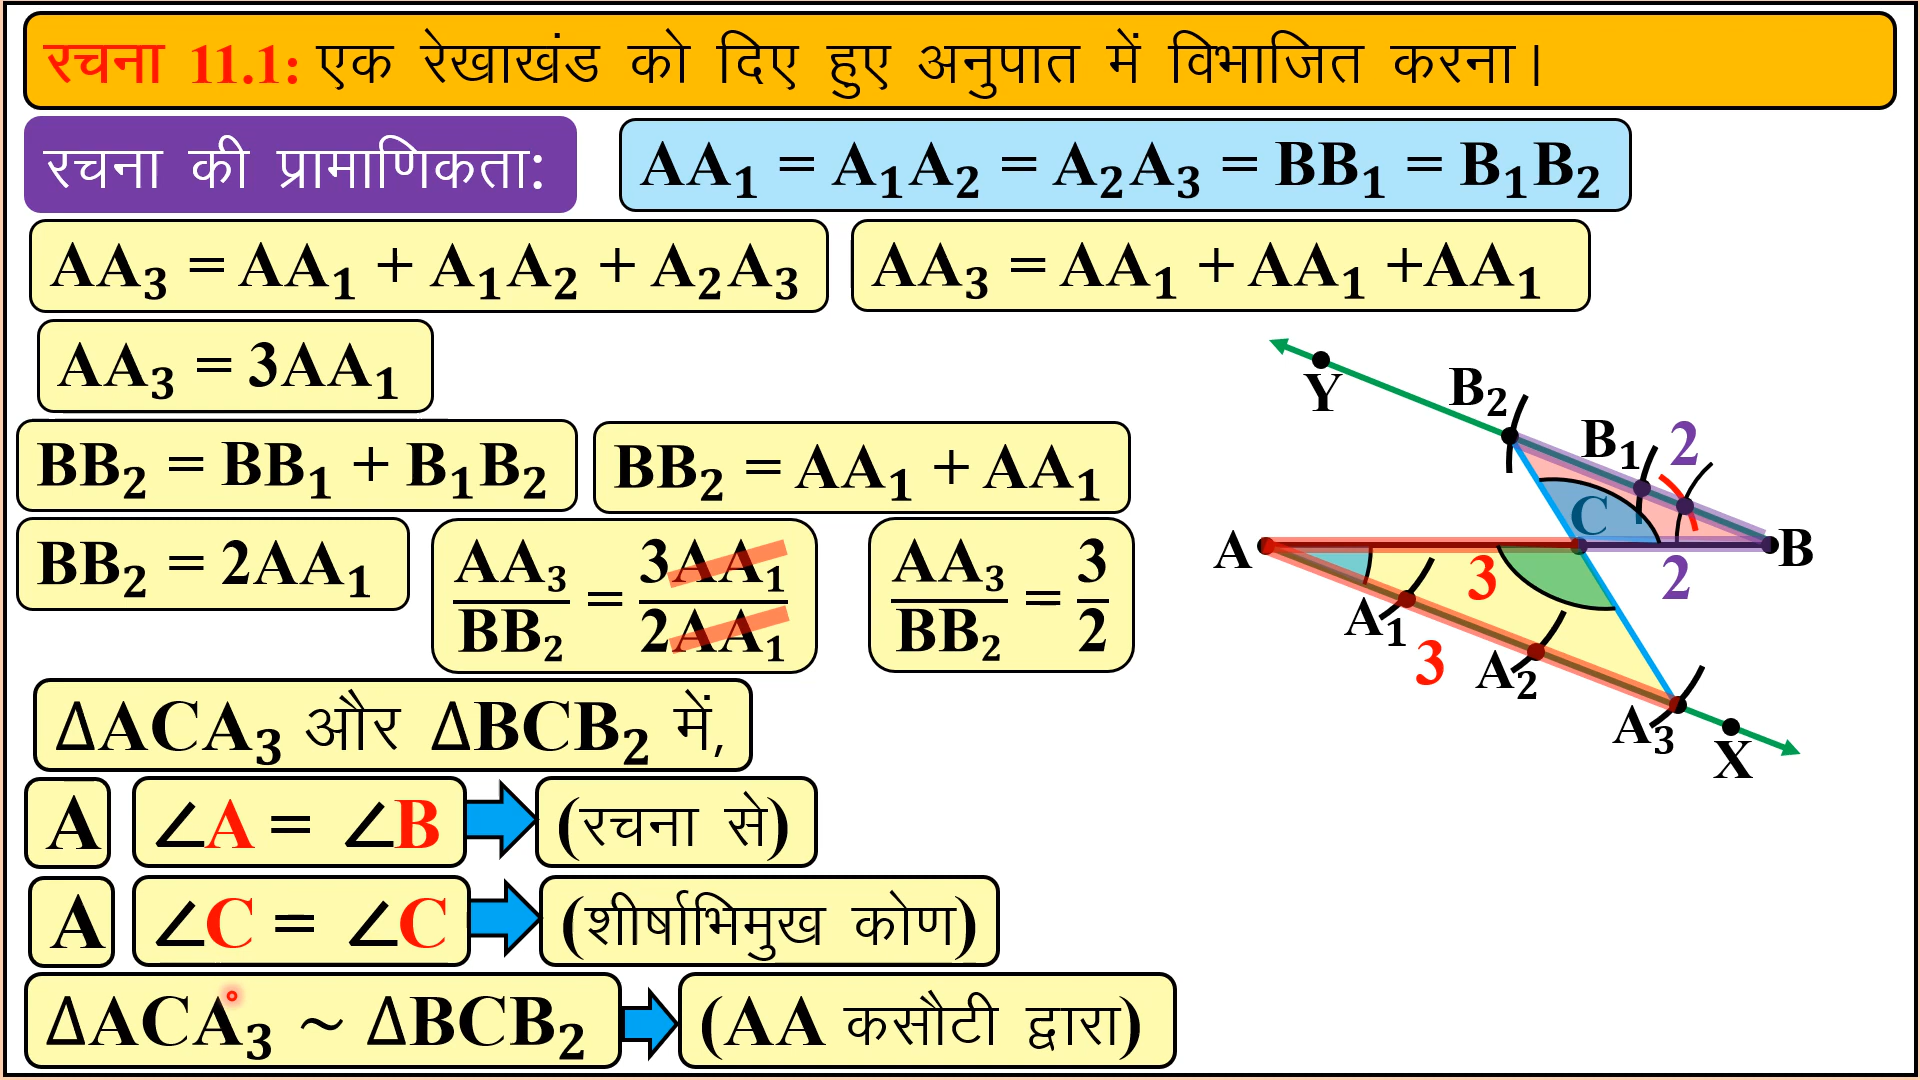 रचना 11.1: एक रेखाखंड को दिए हुए अनुपात में विभाजित करना।
रचना की प्रामाणिकता: AA₁ = A₁A₂ = A₂A₃ = BB₁ = B₁B₂
AA₃ = AA₁ + A₁A₂ + A₂A₃ AA₃ = AA₁ + AA₁ +AA₁
AA₃ = 3AA₁
BB₂ = BB₁ + B₁B₂ BB₂ = AA₁ + AA₁
BB₂ = 2AA₁ AA₃/BB₂ = 3AA₁/2AA₁ AA₃/BB₂ = 3/2
ΔACA₃ और ΔBCB₂ में,
A ∠A = ∠B (रचना से)
A ∠C = ∠C (शीर्षाभिमुख कोण)
ΔACA₃ ~ ΔBCB₂ (AA कसौटी द्वारा)
Y B₂ B₁ 2
C
A B
3 2
A₁
3 A₂
A₃ X